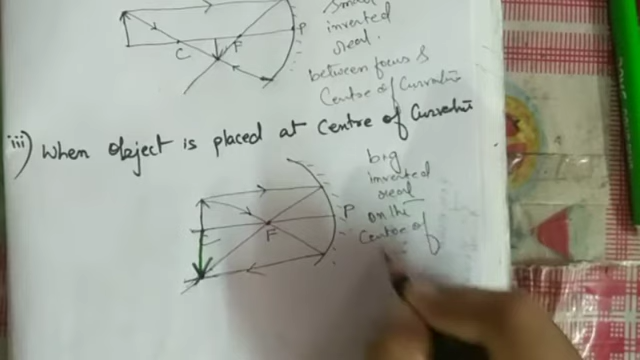 small
inverted
real.
between focus &
Centre of Curvature
C
F
P
iii) When object is placed at Centre of Curvature
big
inverted
real
on the
Centre of
C
F
P